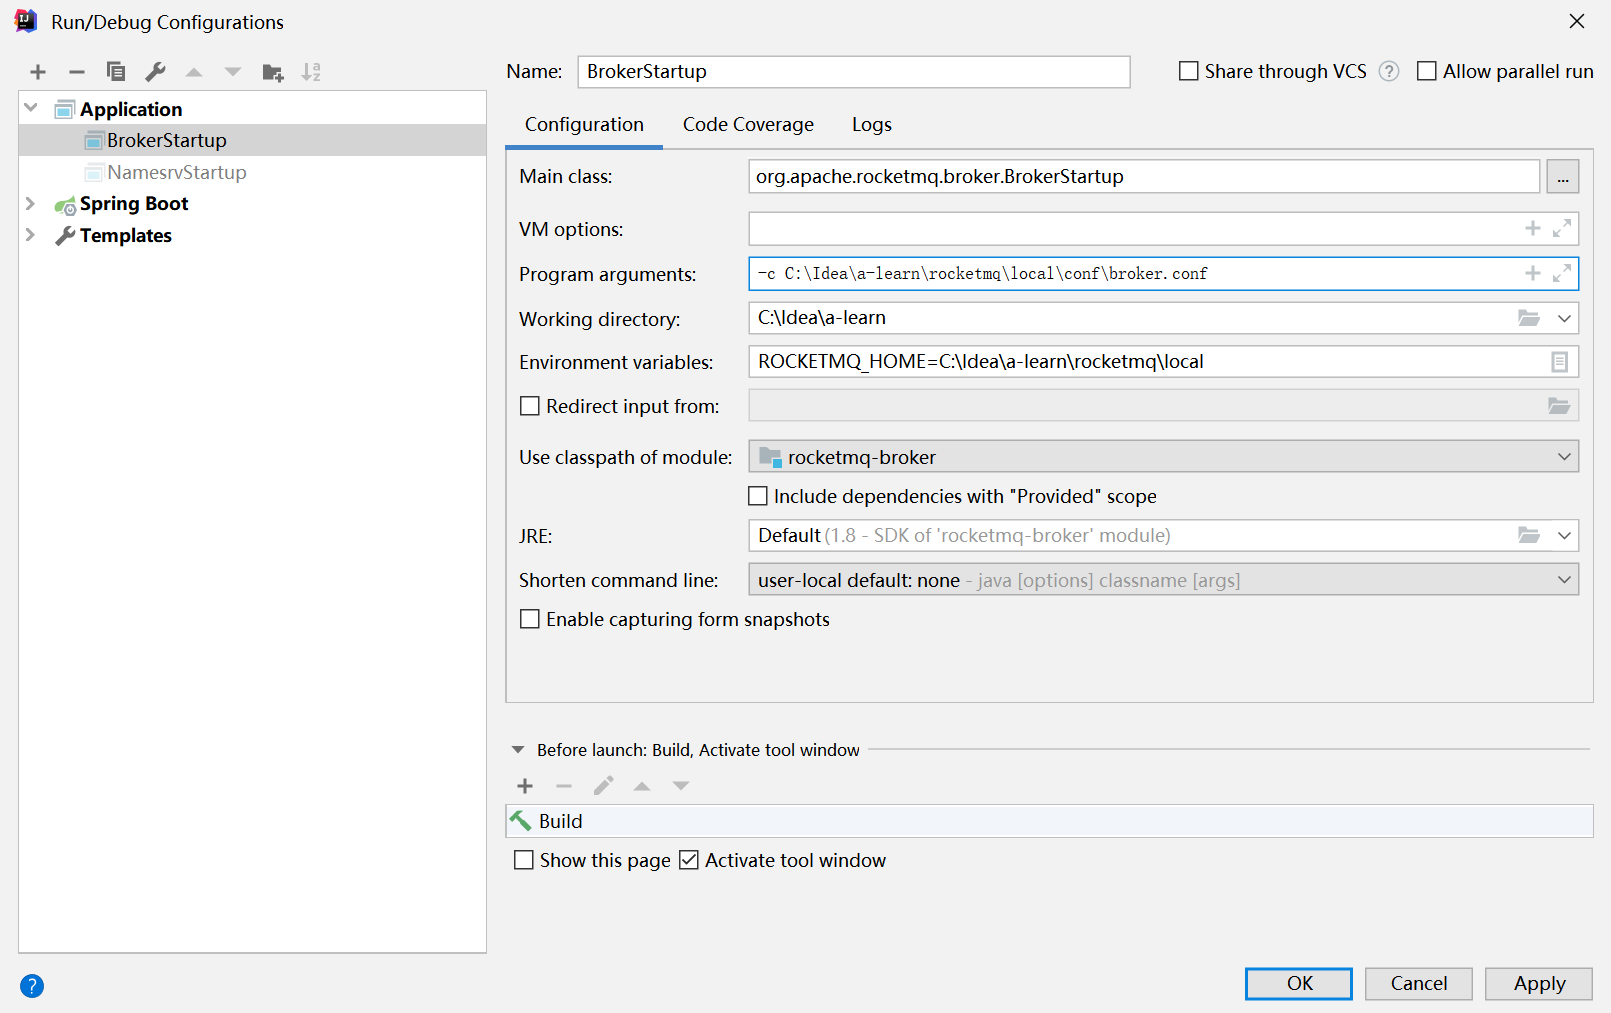 Run/Debug Configurations
Name: BrokerStartup
Share through VCS ? Allow parallel run
Application
BrokerStartup
NamesrvStartup
Spring Boot
Templates
Configuration Code Coverage Logs
Main class: org.apache.rocketmq.broker.BrokerStartup ...
VM options:
Program arguments: -c C:\Idea\a-learn\rocketmq\local\conf\broker.conf
Working directory: C:\Idea\a-learn
Environment variables: ROCKETMQ_HOME=C:\Idea\a-learn\rocketmq\local
Redirect input from:
Use classpath of module: rocketmq-broker
Include dependencies with "Provided" scope
JRE: Default (1.8 - SDK of 'rocketmq-broker' module)
Shorten command line: user-local default: none - java [options] classname [args]
Enable capturing form snapshots
Before launch: Build, Activate tool window
Build
Show this page Activate tool window
? OK Cancel Apply